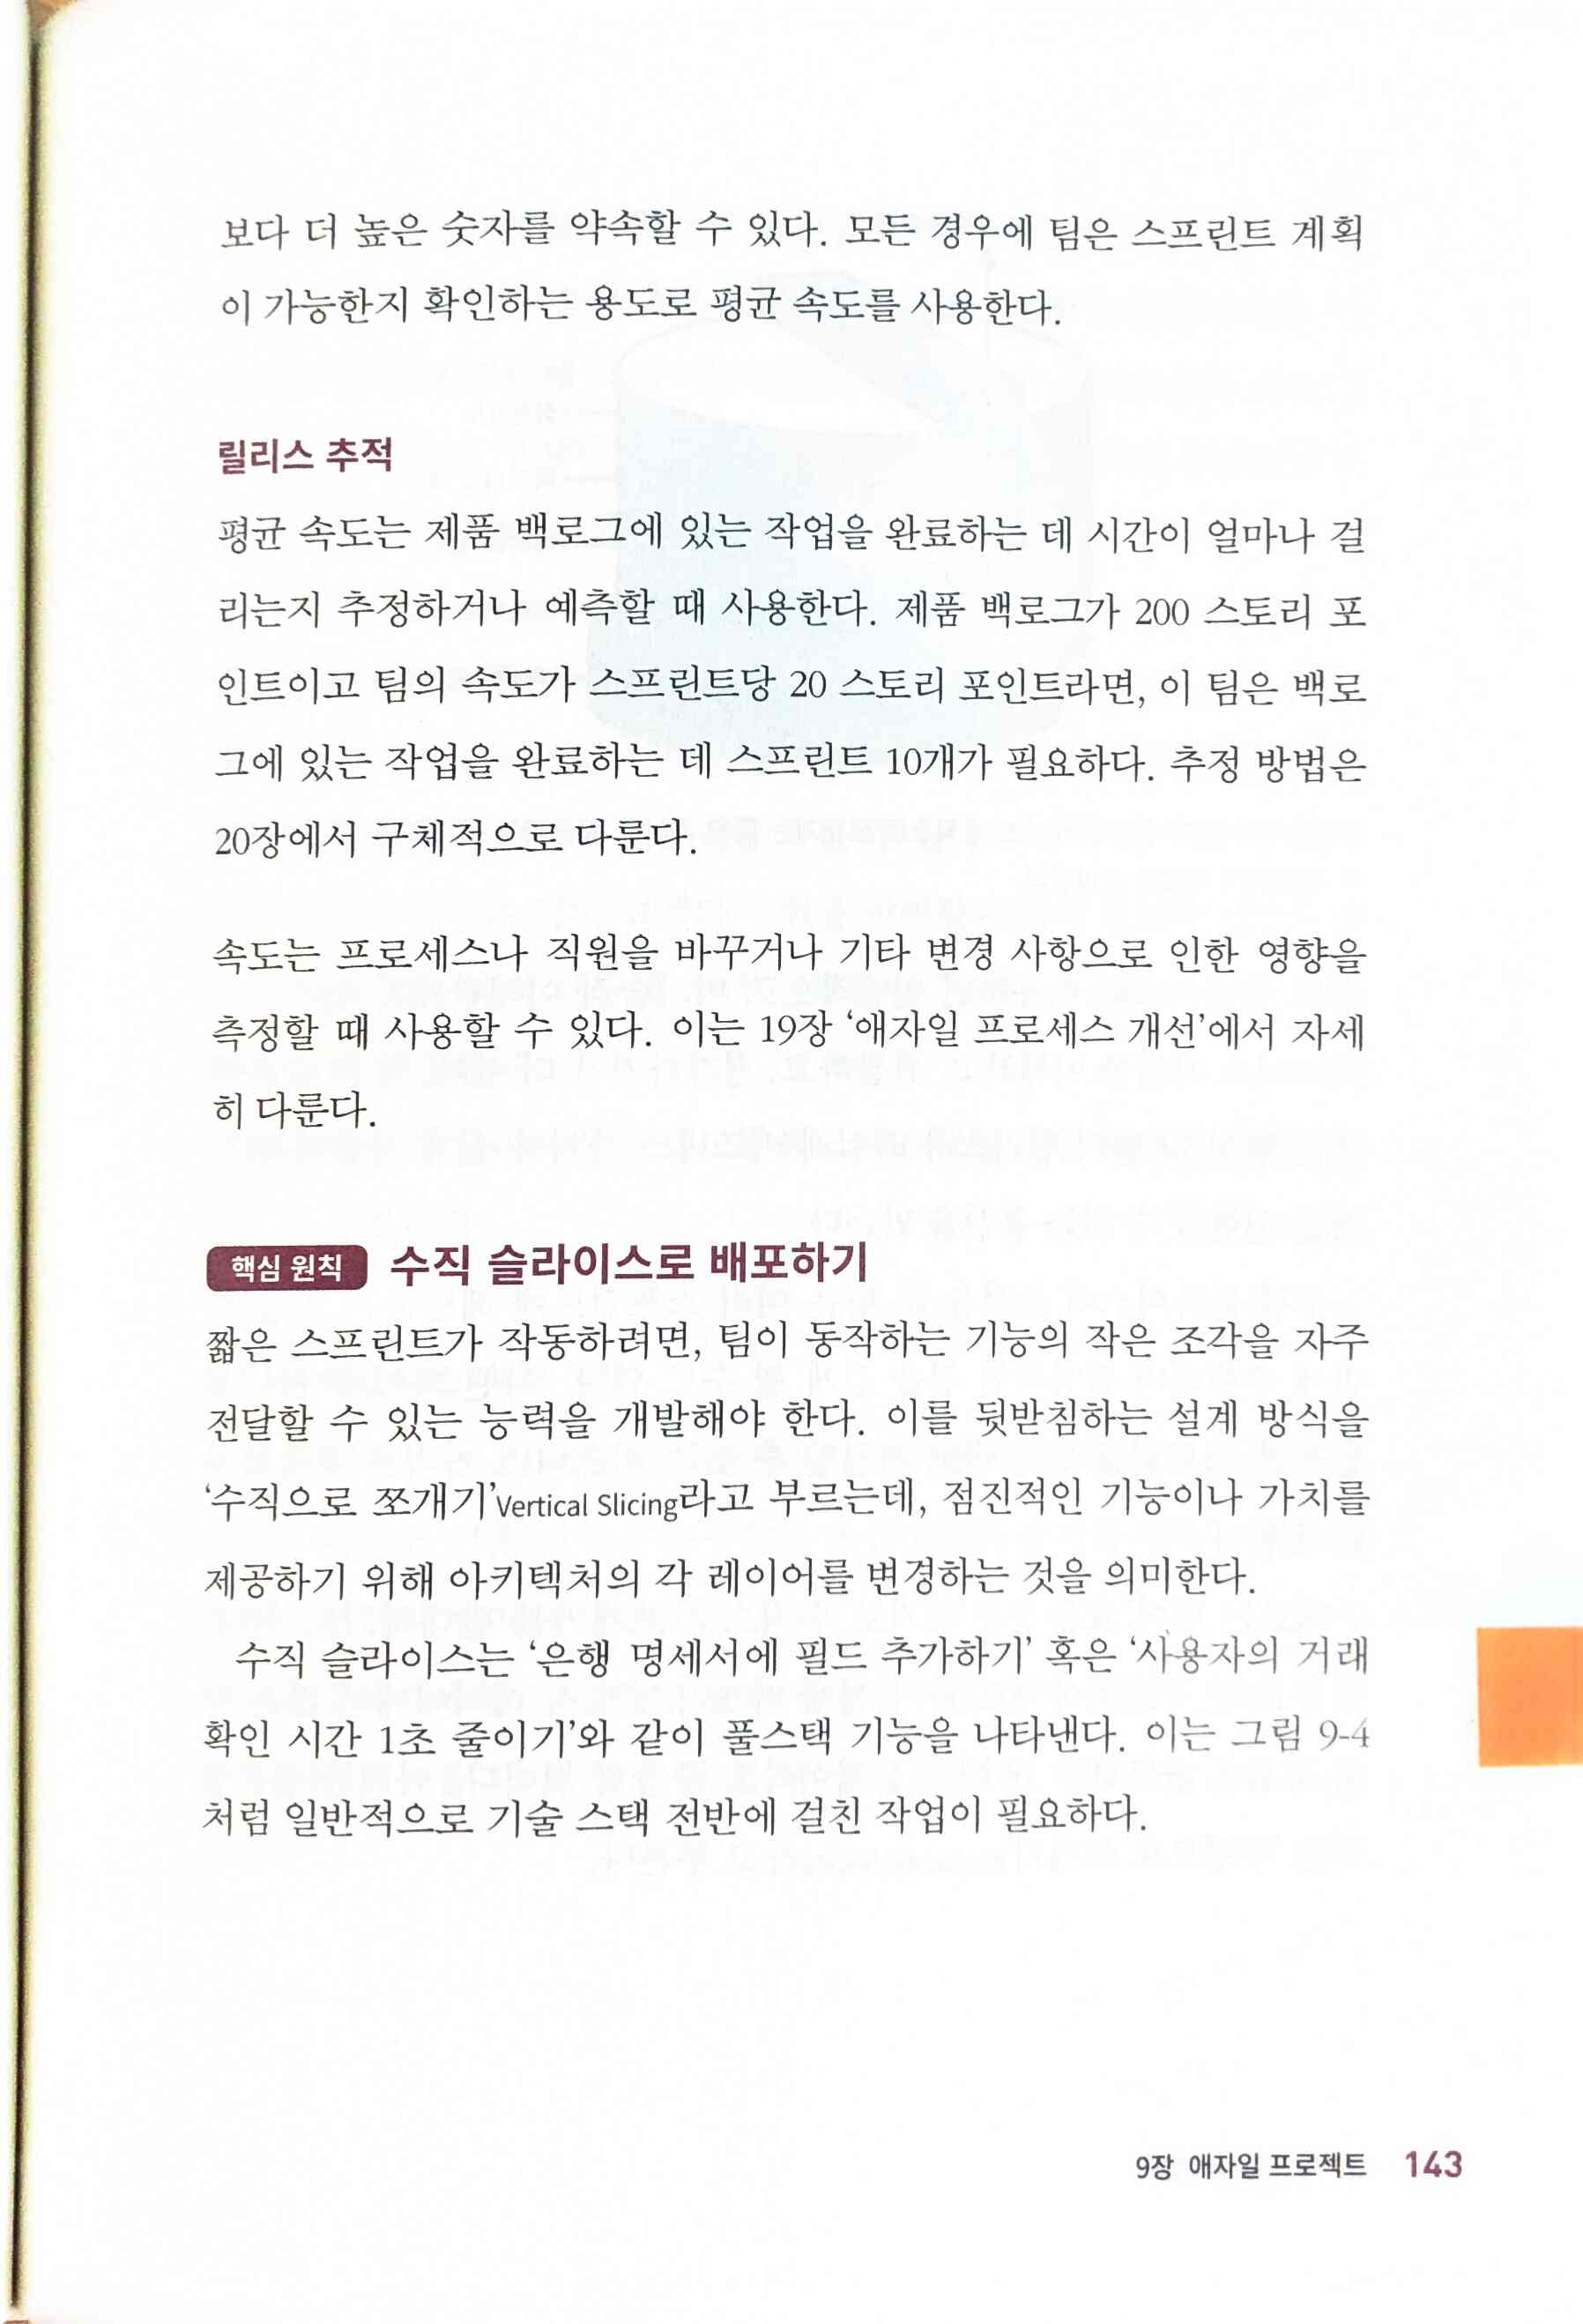 보다 더 높은 숫자를 약속할 수 있다. 모든 경우에 팀은 스프린트 계획
이 가능한지 확인하는 용도로 평균 속도를 사용한다.
릴리스 추적
평균 속도는 제품 백로그에 있는 작업을 완료하는 데 시간이 얼마나 걸
리는지 추정하거나 예측할 때 사용한다. 제품 백로그가 200 스토리 포
인트이고 팀의 속도가 스프린트당 20 스토리 포인트라면, 이 팀은 백로
그에 있는 작업을 완료하는 데 스프린트 10개가 필요하다. 추정 방법은
20장에서 구체적으로 다룬다.
속도는 프로세스나 직원을 바꾸거나 기타 변경 사항으로 인한 영향을
측정할 때 사용할 수 있다. 이는 19장 ‘애자일 프로세스 개선’에서 자세
히 다룬다.
핵심 원칙 수직 슬라이스로 배포하기
짧은 스프린트가 작동하려면, 팀이 동작하는 기능의 작은 조각을 자주
전달할 수 있는 능력을 개발해야 한다. 이를 뒷받침하는 설계 방식을
‘수직으로 쪼개기’Vertical Slicing라고 부르는데, 점진적인 기능이나 가치를
제공하기 위해 아키텍처의 각 레이어를 변경하는 것을 의미한다.
수직 슬라이스는 ‘은행 명세서에 필드 추가하기’ 혹은 ‘사용자의 거래
확인 시간 1초 줄이기’와 같이 풀스택 기능을 나타낸다. 이는 그림 9-4
처럼 일반적으로 기술 스택 전반에 걸친 작업이 필요하다.
9장 애자일 프로젝트 143